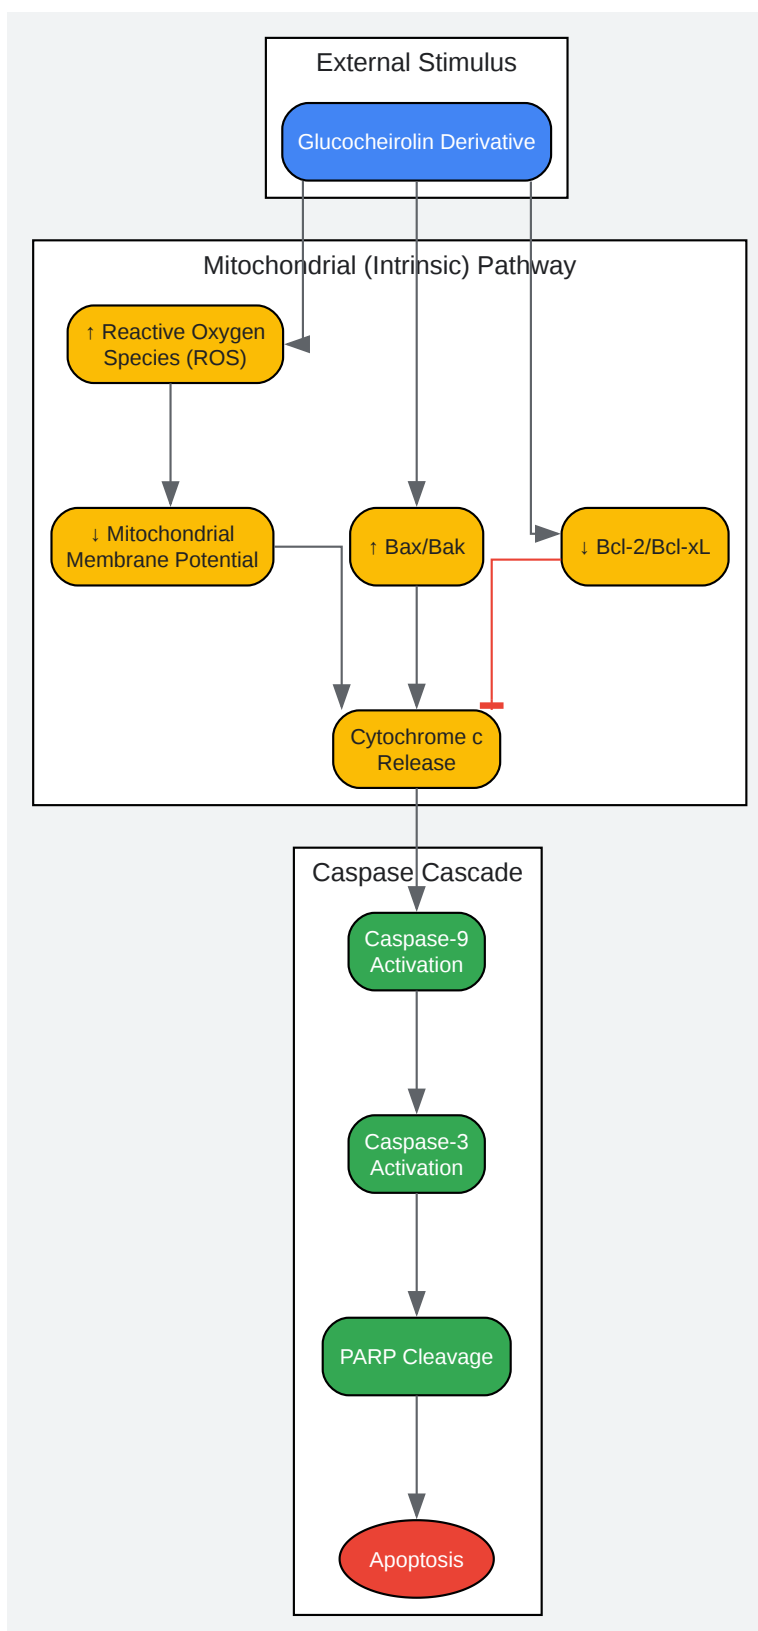 External Stimulus
Glucocheirolin Derivative
Mitochondrial (Intrinsic) Pathway
↑ Reactive Oxygen
Species (ROS)
↓ Mitochondrial
Membrane Potential
↑ Bax/Bak
↓ Bcl-2/Bcl-xL
Cytochrome c
Release
Caspase Cascade
Caspase-9
Activation
Caspase-3
Activation
PARP Cleavage
Apoptosis